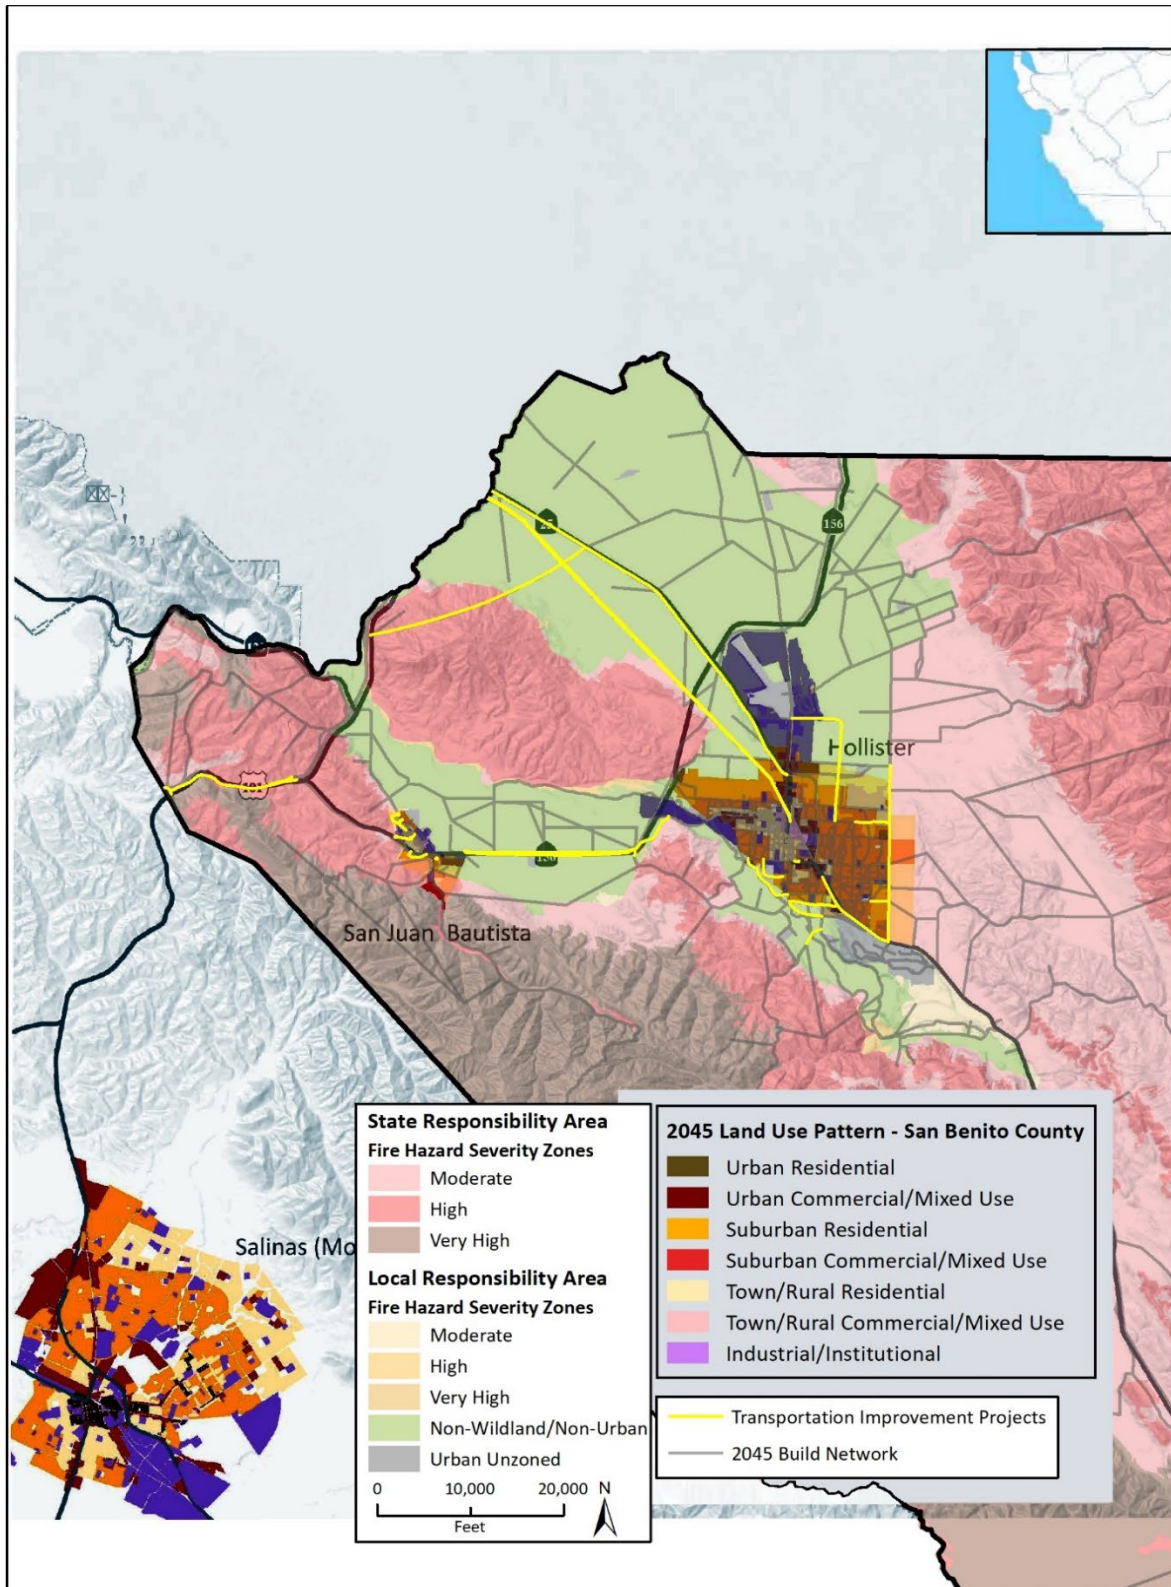 25
156
101
Hollister
156
San Juan Bautista
Salinas (Mo
State Responsibility Area
Fire Hazard Severity Zones
Moderate
High
Very High
Local Responsibility Area
Fire Hazard Severity Zones
Moderate
High
Very High
Non-Wildland/Non-Urban
Urban Unzoned
0 10,000 20,000 N
Feet
2045 Land Use Pattern - San Benito County
Urban Residential
Urban Commercial/Mixed Use
Suburban Residential
Suburban Commercial/Mixed Use
Town/Rural Residential
Town/Rural Commercial/Mixed Use
Industrial/Institutional
Transportation Improvement Projects
2045 Build Network